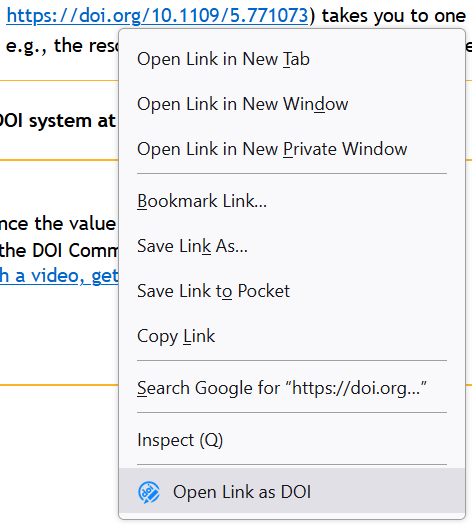 https://doi.org/10.1109/5.771073) takes you to one
e.g., the reso
Open Link in New Tab
Open Link in New Window
DOI system at
Open Link in New Private Window
Bookmark Link...
nce the value
Save Link As...
the DOI Comm
h a video, get
Save Link to Pocket
Copy Link
Search Google for “https://doi.org...”
Inspect (Q)
doi Open Link as DOI